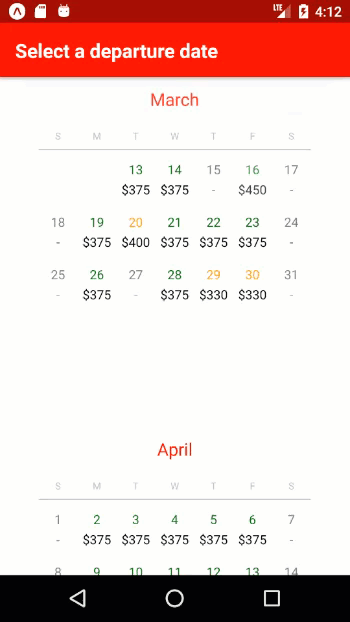 LTE 4:12
Select a departure date
March
S M T W T F S
13 14 15 16 17
$375 $375 - $450 -
18 19 20 21 22 23 24
- $375 $400 $375 $375 $375 -
25 26 27 28 29 30 31
- $375 - $375 $330 $330 -
April
S M T W T F S
1 2 3 4 5 6 7
- $375 $375 $375 $375 $375 -
8 9 10 11 12 13 14